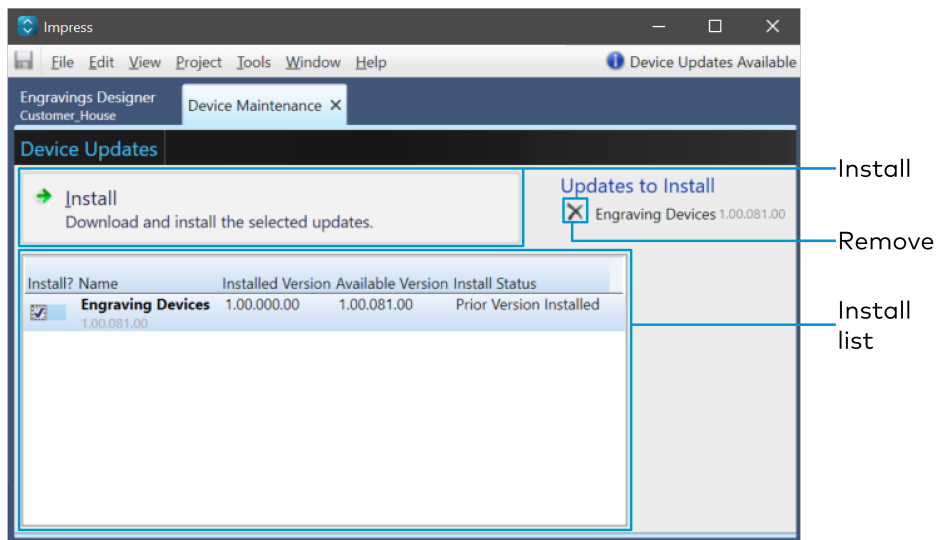 Impress
File Edit View Project Tools Window Help
Device Updates Available
Engravings Designer
Customer_House
Device Maintenance
Device Updates
Install
Download and install the selected updates.
Updates to Install
Engraving Devices 1.00.081.00
Install
Remove
Install? Name Installed Version Available Version Install Status
Engraving Devices 1.00.000.00 1.00.081.00 Prior Version Installed
1.00.081.00
Install
list